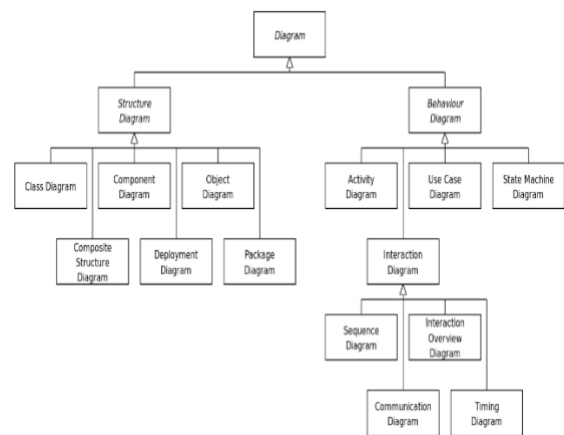 Diagram
Structure
Diagram
Behaviour
Diagram
Class Diagram
Component
Diagram
Object
Diagram
Activity
Diagram
Use Case
Diagram
State Machine
Diagram
Composite
Structure
Diagram
Deployment
Diagram
Package
Diagram
Interaction
Diagram
Sequence
Diagram
Interaction
Overview
Diagram
Communication
Diagram
Timing
Diagram